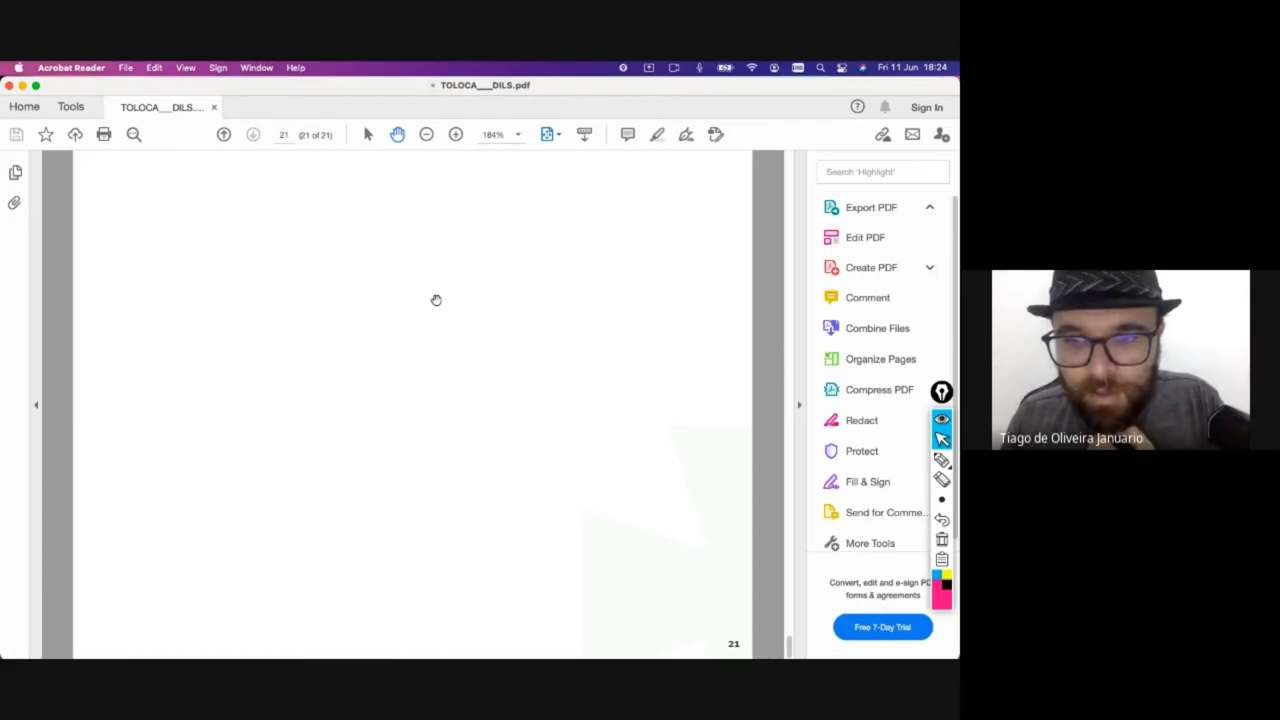 Acrobat Reader File Edit View Sign Window Help Fri 11 Jun 18:24
TOLOCA___DILS.pdf
Home Tools TOLOCA___DILS.... × Sign In
21 (21 of 21) 184%
Search 'Highlight'
Export PDF
Edit PDF
Create PDF
Comment
Combine Files
Organize Pages
Compress PDF
Redact
Protect
Fill & Sign
Send for Comme...
More Tools
Convert, edit and e-sign PD
forms & agreements
Free 7-Day Trial
21
Tiago de Oliveira Januario